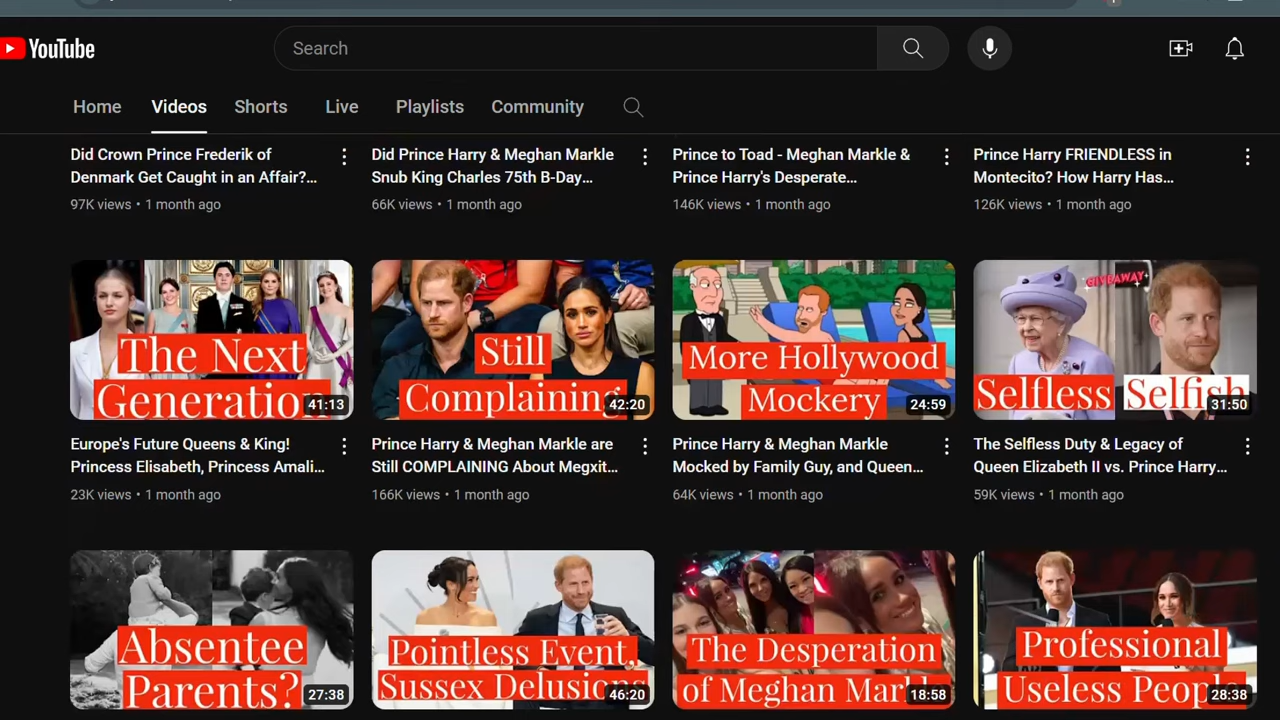 YouTube
Search
Home Videos Shorts Live Playlists Community
Did Crown Prince Frederik of
Denmark Get Caught in an Affair?...
97K views • 1 month ago
Did Prince Harry & Meghan Markle
Snub King Charles 75th B-Day...
66K views • 1 month ago
Prince to Toad - Meghan Markle &
Prince Harry's Desperate...
146K views • 1 month ago
Prince Harry FRIENDLESS in
Montecito? How Harry Has...
126K views • 1 month ago
The Next
Generation
41:13
Europe's Future Queens & King!
Princess Elisabeth, Princess Amali...
23K views • 1 month ago
Still
Complaining
42:20
Prince Harry & Meghan Markle are
Still COMPLAINING About Megxit...
166K views • 1 month ago
More Hollywood
Mockery
24:59
Prince Harry & Meghan Markle
Mocked by Family Guy, and Queen...
64K views • 1 month ago
GIVEAWAY
Selfless Selfish
31:50
The Selfless Duty & Legacy of
Queen Elizabeth II vs. Prince Harry...
59K views • 1 month ago
Absentee
Parents?
27:38
Pointless Event,
Sussex Delusions
46:20
The Desperation
of Meghan Markle
18:58
Professional
Useless People
28:38